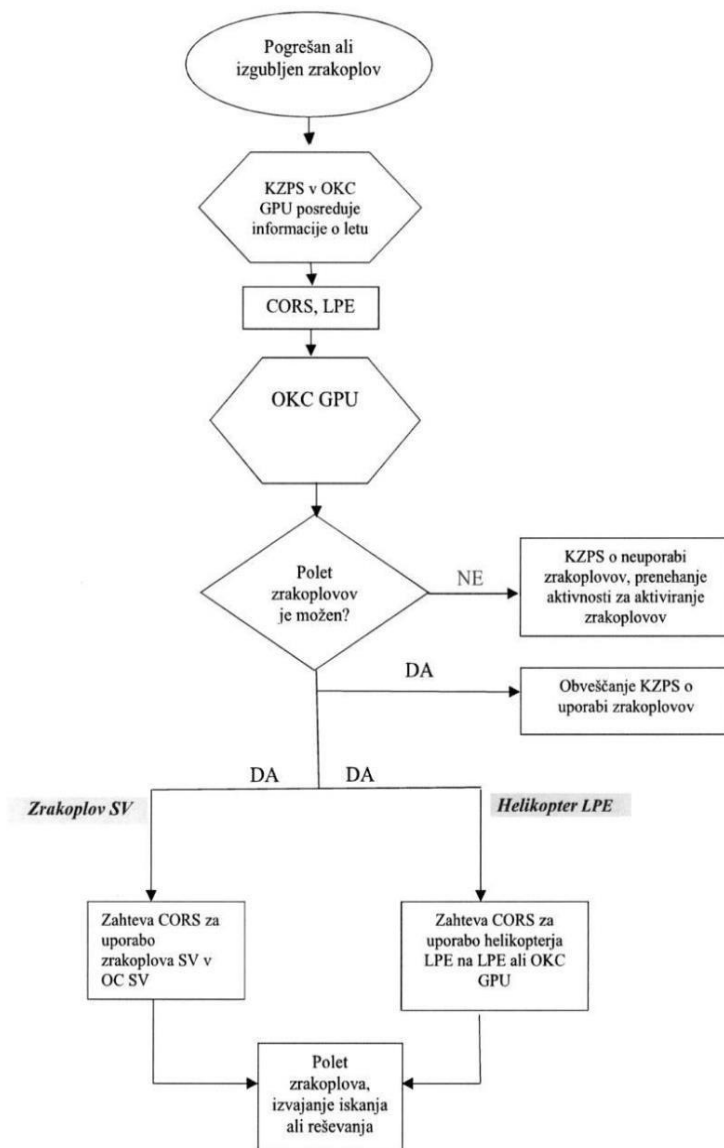 Pogrešan ali
izgubljen zrakoplov
KZPS v OKC
GPU posreduje
informacije o letu
CORS, LPE
OKC GPU
Polet
zrakoplovov
je možen?
NE
KZPS o neuporabi
zrakoplovov, prenehanje
aktivnosti za aktiviranje
zrakoplovov
DA
Obveščanje KZPS o
uporabi zrakoplovov
DA
DA
Zrakoplov SV
Helikopter LPE
Zahteva CORS za
uporabo
zrakoplova SV v
OC SV
Zahteva CORS za
uporabo helikopterja
LPE na LPE ali OKC
GPU
Polet
zrakoplova,
izvajanje iskanja
ali reševanja